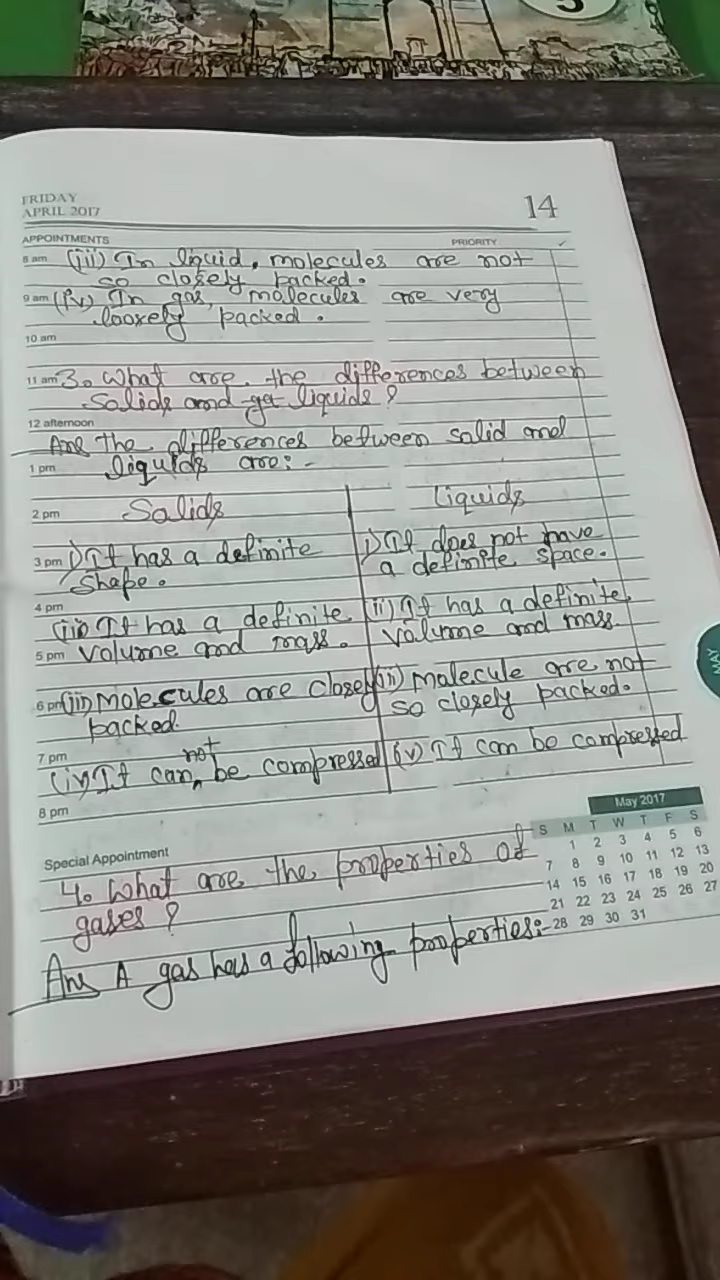 5
FRIDAY
APRIL 2017
14
APPOINTMENTS PRIORITY ✓
8 am (iii) In liquid, molecules are not
so closely packed.
9 am (iv) In gas, molecules are very
loosely packed.
10 am
11 am 3. What are the differences between
Solids and liquids?
12 afternoon
Ans The differences between solid and
1 pm liquids are:-
2 pm Solids Liquids
3 pm i) It has a definite i) It does not have
shape. a definite space.
4 pm
(ii) It has a definite (ii) It has a definite
5 pm volume and mass. volume and mass.
6 pm (iii) Molecules are closely (iii) molecule are not
packed. so closely packed.
7 pm not
(iv) It can be compressed (iv) It can be compressed
8 pm
May 2017
S M T W T F S
1 2 3 4 5 6
7 8 9 10 11 12 13
14 15 16 17 18 19 20
21 22 23 24 25 26 27
28 29 30 31
Special Appointment
4. What are the properties of
gases?
Ans A gas has a following properties:-
MAY